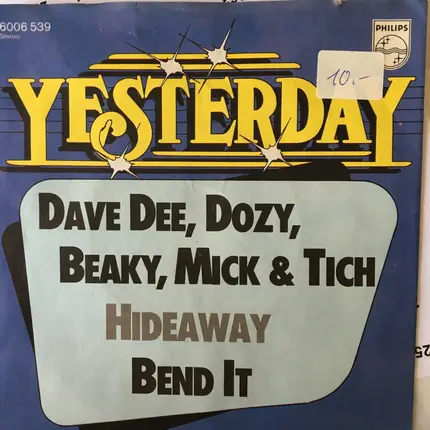 6006 539
Stereo
PHILIPS
10.-
YESTERDAY
DAVE DEE, DOZY,
BEAKY, MICK & TICH
HIDEAWAY
BEND IT